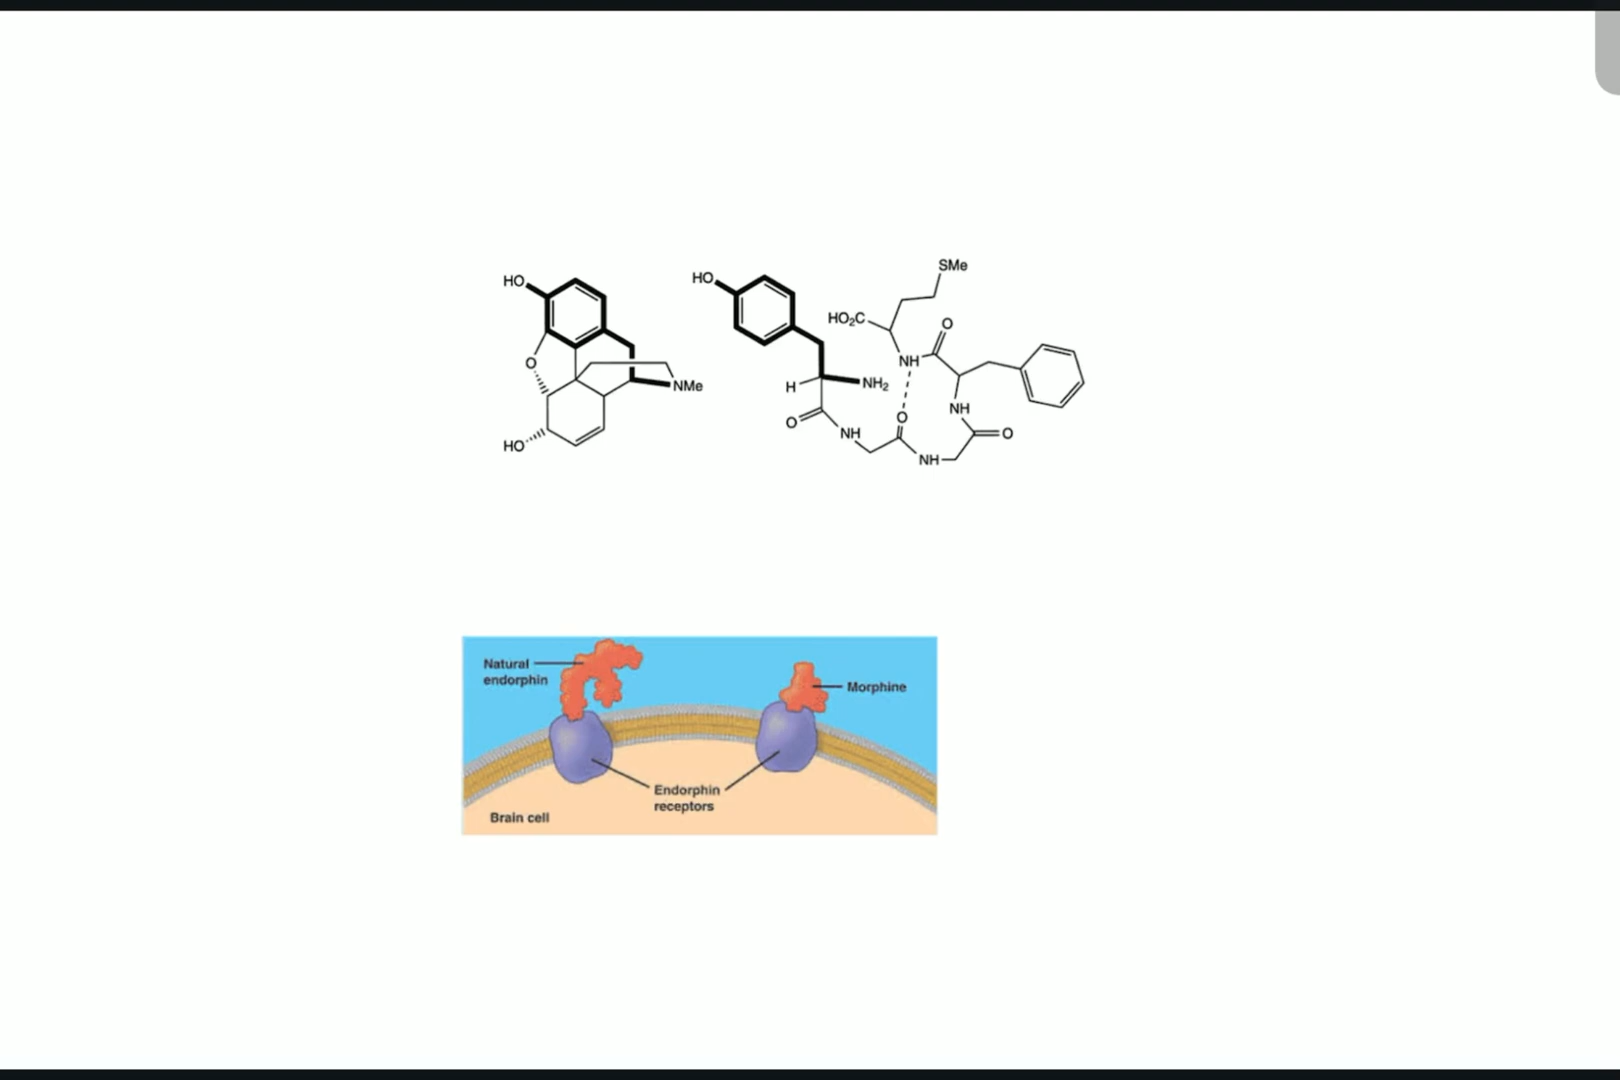 HO
O
HO
NMe
HO
H
NH₂
O
NH
O
NH
O
NH
O
NH
HO₂C
SMe
Natural
endorphin
Morphine
Endorphin
receptors
Brain cell